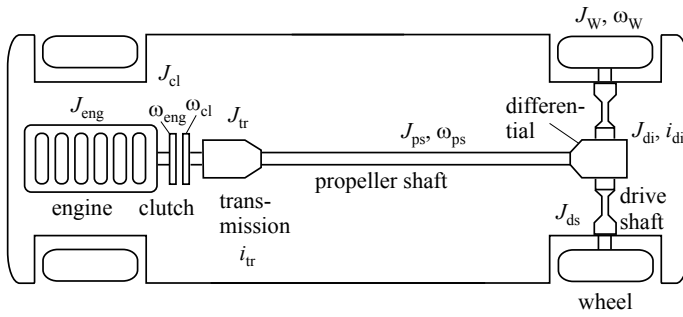 J_W, ω_W
J_cl
J_eng
ω_eng
ω_cl
J_tr
differen-
tial
J_ps, ω_ps
J_di, i_di
propeller shaft
engine
clutch
trans-
mission
i_tr
J_ds
drive
shaft
wheel